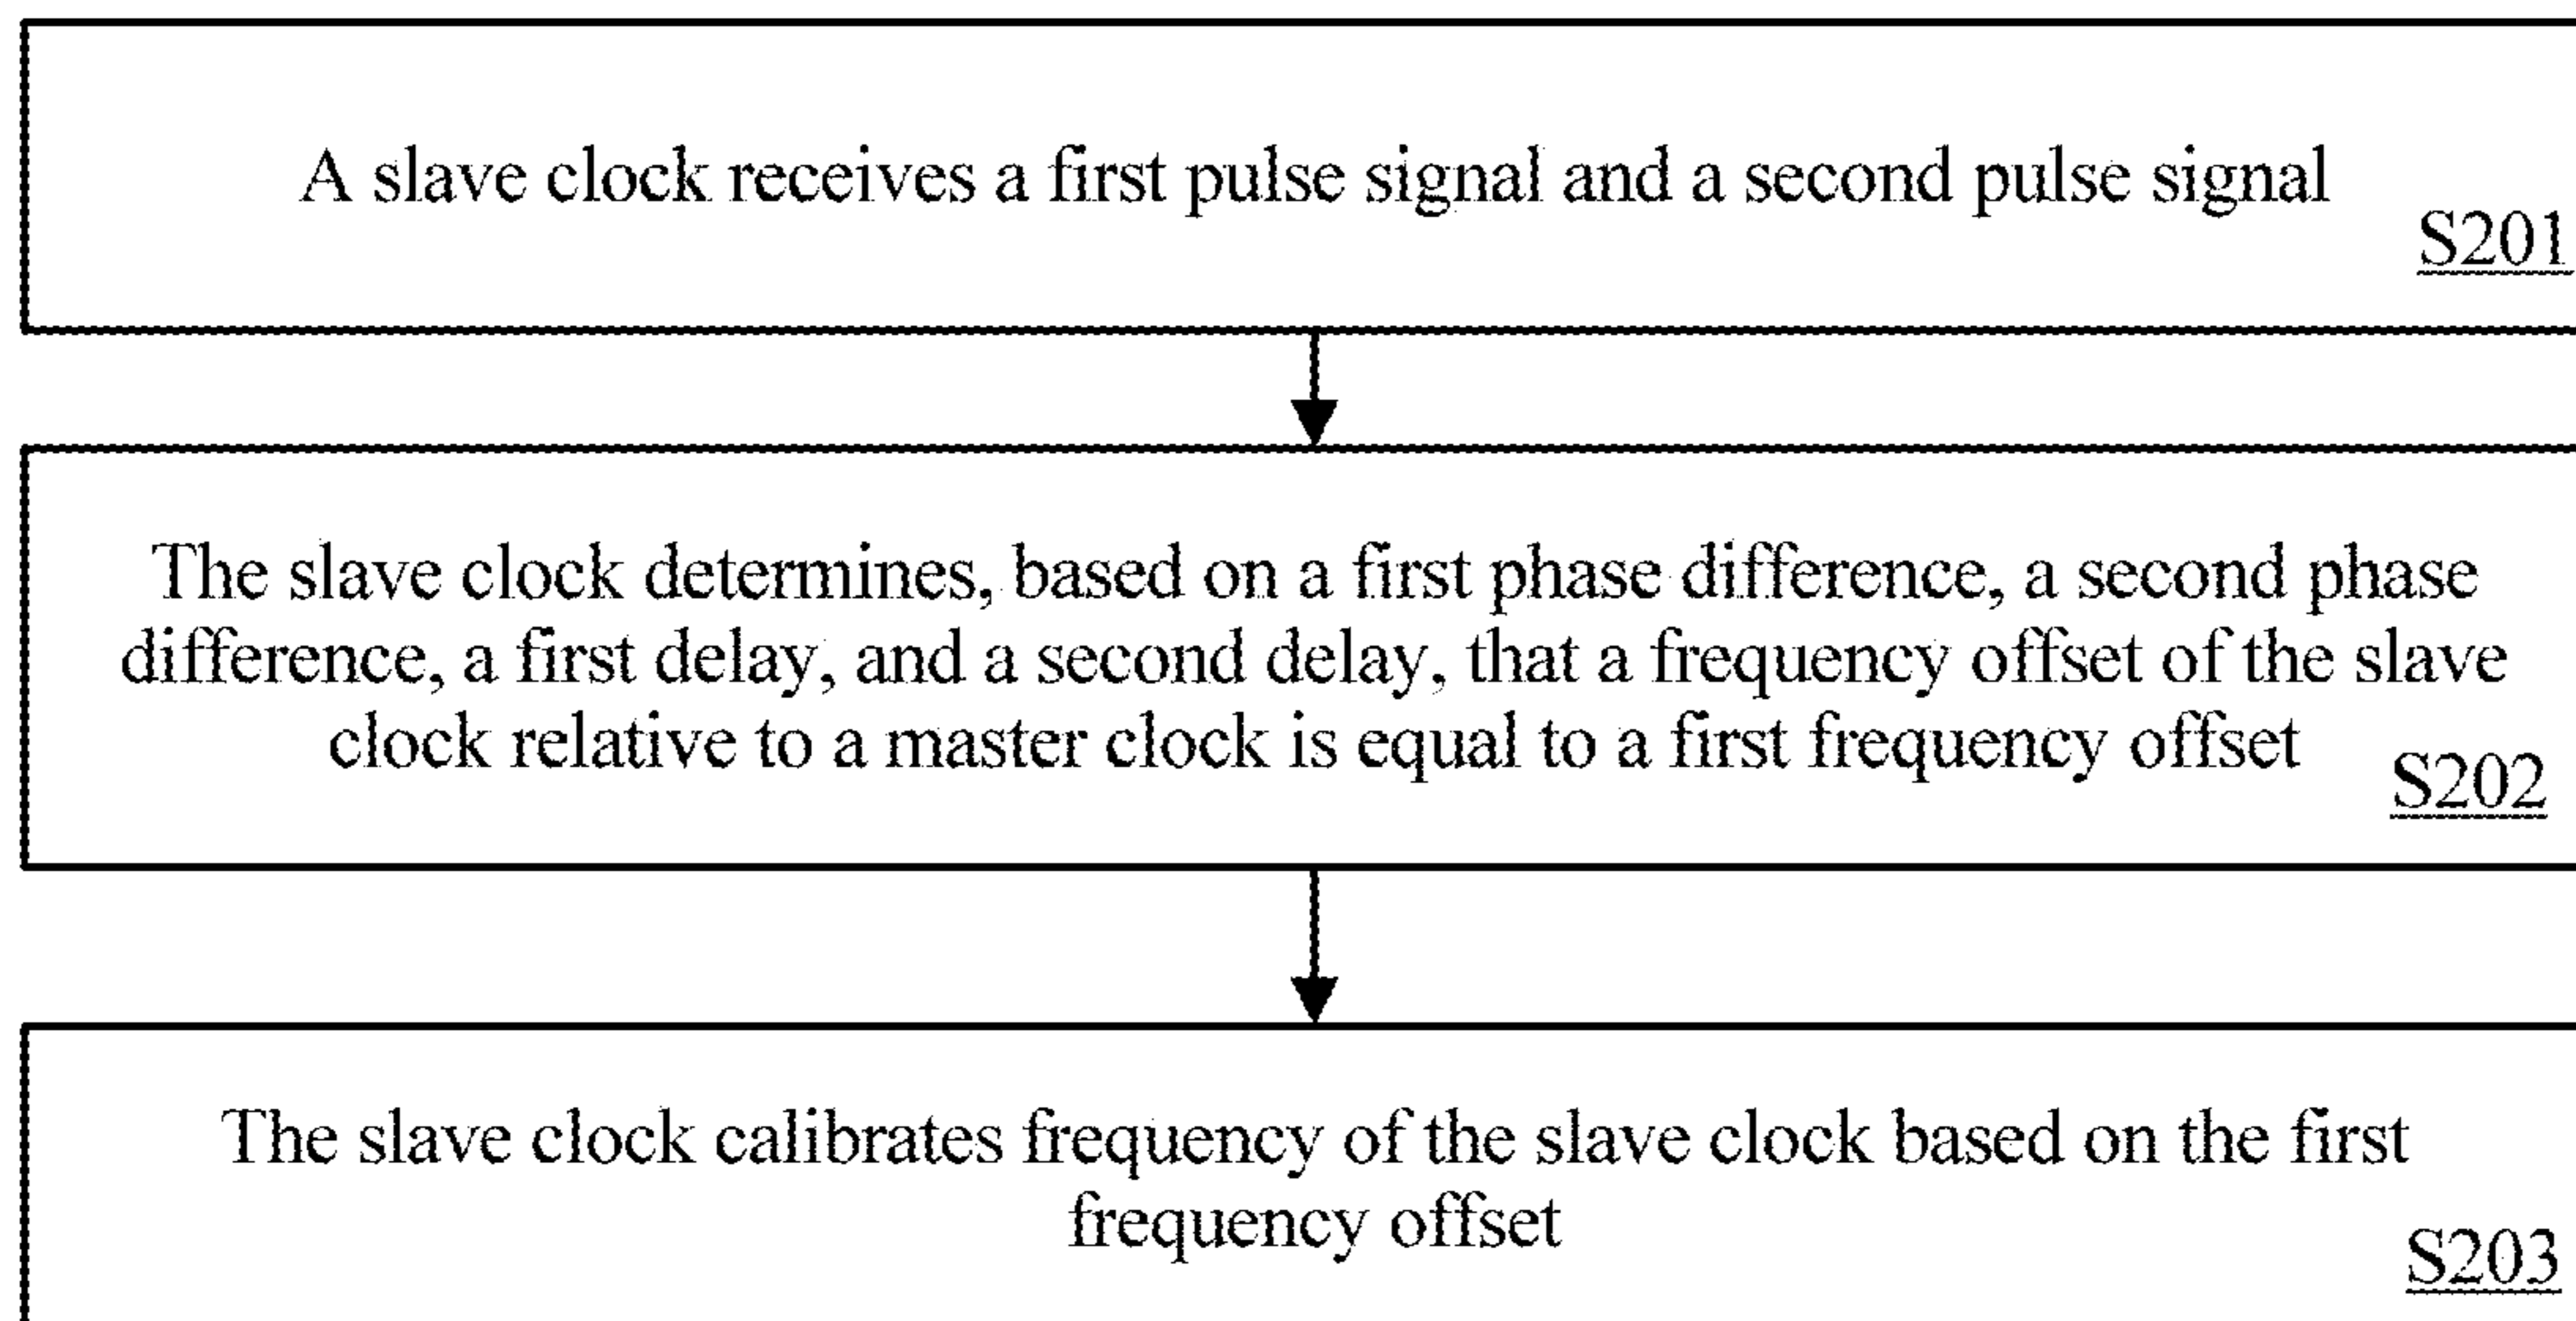 A slave clock receives a first pulse signal and a second pulse signal
S201
The slave clock determines, based on a first phase difference, a second phase
difference, a first delay, and a second delay, that a frequency offset of the slave
clock relative to a master clock is equal to a first frequency offset
S202
The slave clock calibrates frequency of the slave clock based on the first
frequency offset
S203